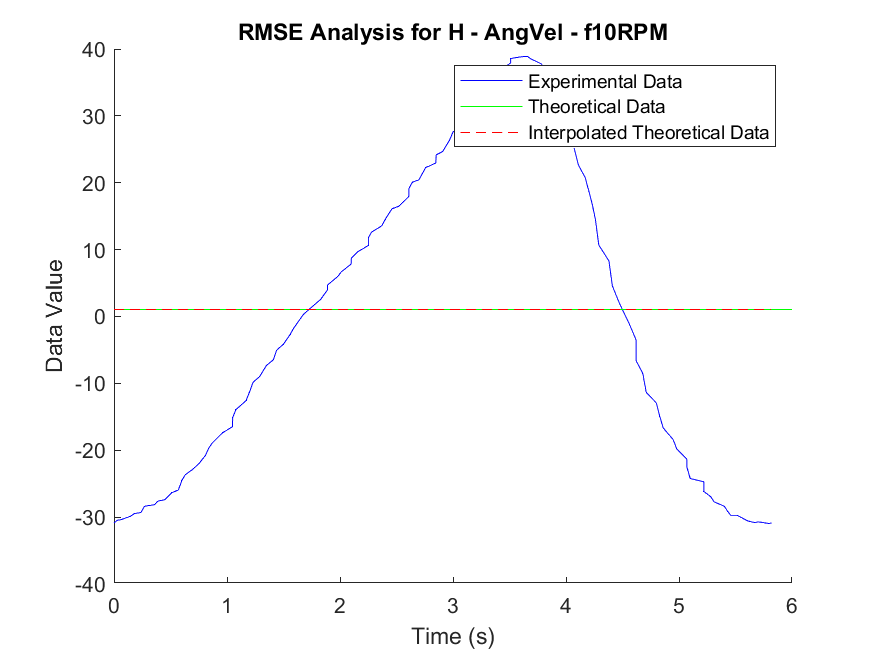 RMSE Analysis for H - AngVel - f10RPM
40
30
20
10
0
-10
-20
-30
-40
Data Value
Experimental Data
Theoretical Data
Interpolated Theoretical Data
0 1 2 3 4 5 6
Time (s)